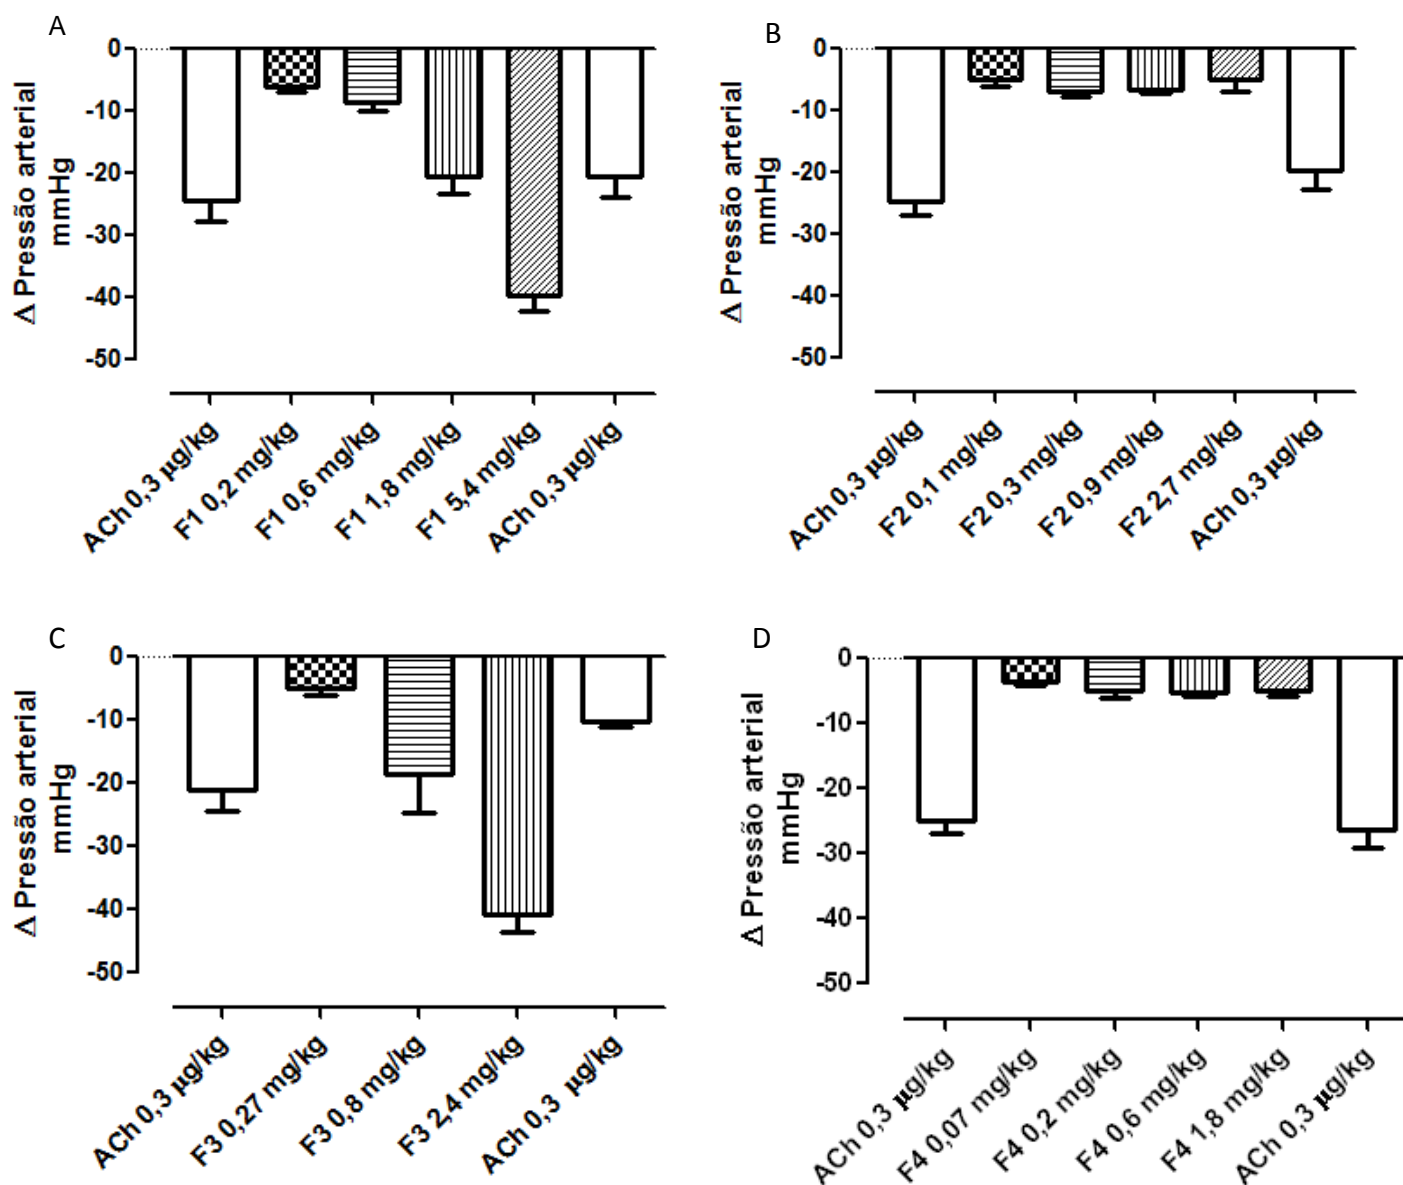 A
Δ Pressão arterial
mmHg
0
-10
-20
-30
-40
-50
ACh 0,3 µg/kg
F1 0,2 mg/kg
F1 0,6 mg/kg
F1 1,8 mg/kg
F1 5,4 mg/kg
ACh 0,3 µg/kg
B
Δ Pressão arterial
mmHg
0
-10
-20
-30
-40
-50
ACh 0,3 µg/kg
F2 0,1 mg/kg
F2 0,3 mg/kg
F2 0,9 mg/kg
F2 2,7 mg/kg
ACh 0,3 µg/kg
C
Δ Pressão arterial
mmHg
0
-10
-20
-30
-40
-50
ACh 0,3 µg/kg
F3 0,27 mg/kg
F3 0,8 mg/kg
F3 2,4 mg/kg
ACh 0,3 µg/kg
D
Δ Pressão arterial
mmHg
0
-10
-20
-30
-40
-50
ACh 0,3 µg/kg
F4 0,07 mg/kg
F4 0,2 mg/kg
F4 0,6 mg/kg
F4 1,8 mg/kg
ACh 0,3 µg/kg